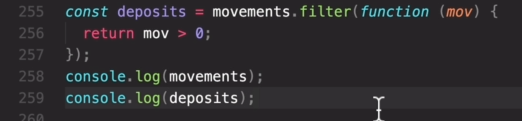 255 const deposits = movements.filter(function (mov) {
256 return mov > 0;
257 });
258 console.log(movements);
259 console.log(deposits);
260